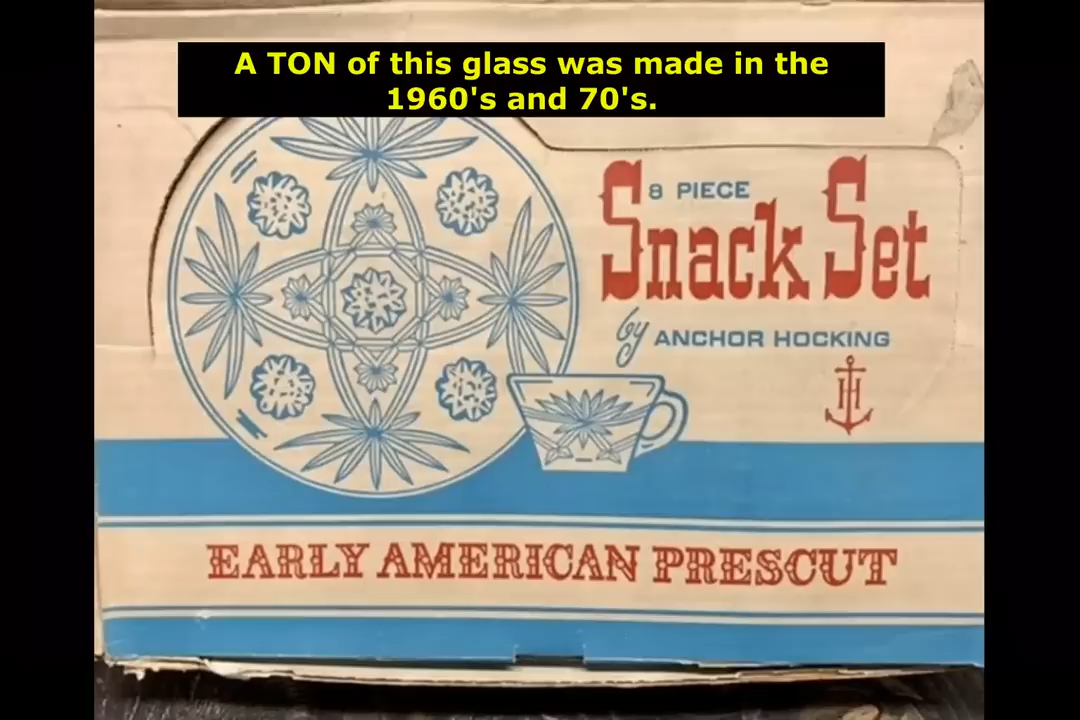 A TON of this glass was made in the
1960's and 70's.
8 PIECE
Snack Set
by ANCHOR HOCKING
H
EARLY AMERICAN PRESCUT